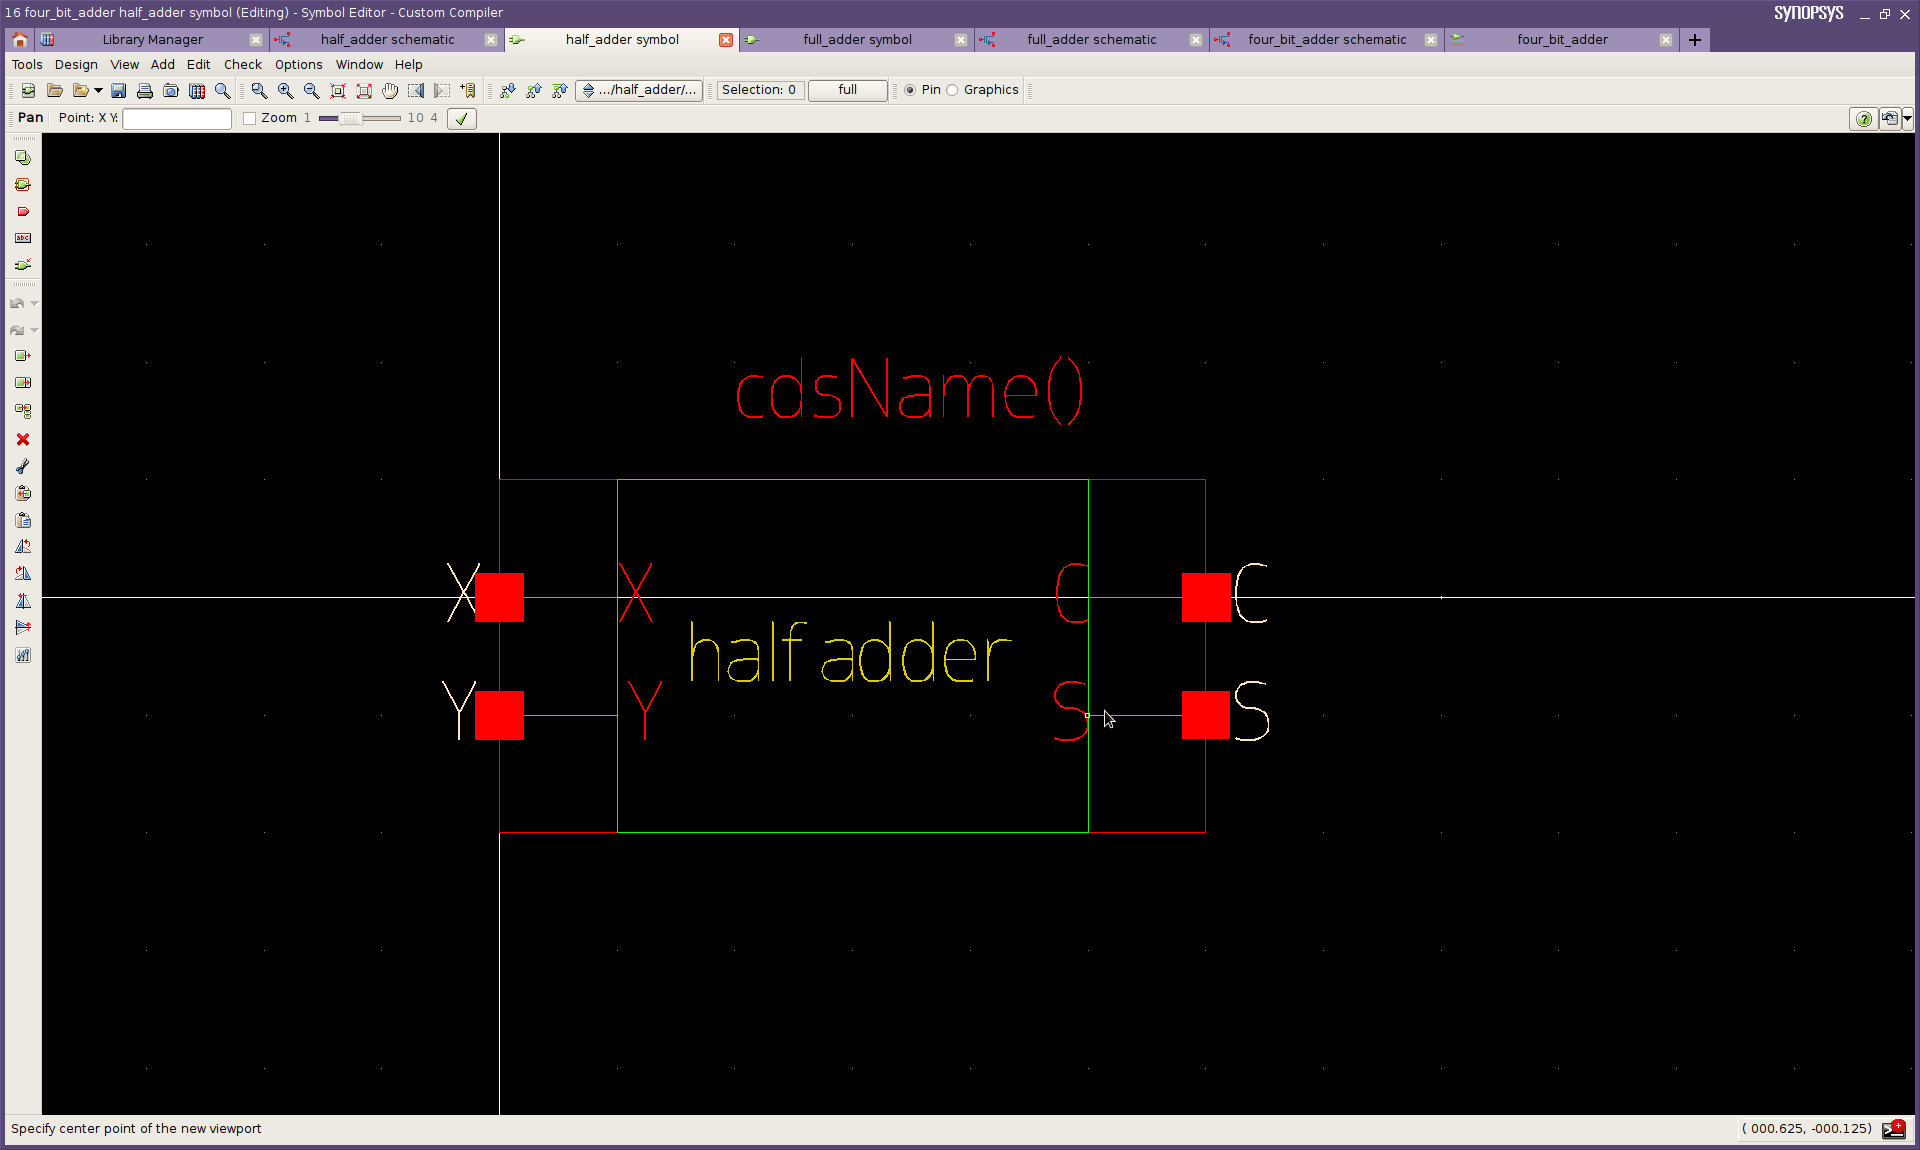 16 four_bit_adder half_adder symbol (Editing) - Symbol Editor - Custom Compiler
SYNOPSYS
Library Manager
half_adder schematic
half_adder symbol
full_adder symbol
full_adder schematic
four_bit_adder schematic
four_bit_adder
Tools Design View Add Edit Check Options Window Help
.../half_adder/...
Selection: 0
full
Pin
Graphics
Pan
Point: X Y:
Zoom 1
10 4
abc
cdsName()
X X C C
half adder
Y Y S S
Specify center point of the new viewport
( 000.625, -000.125)